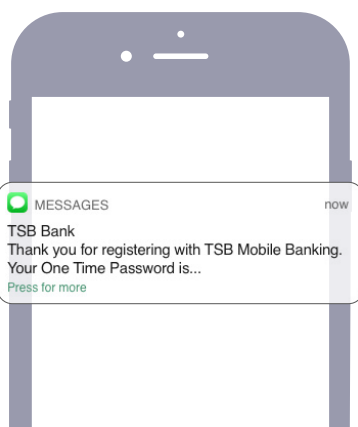 MESSAGES now
TSB Bank
Thank you for registering with TSB Mobile Banking.
Your One Time Password is...
Press for more